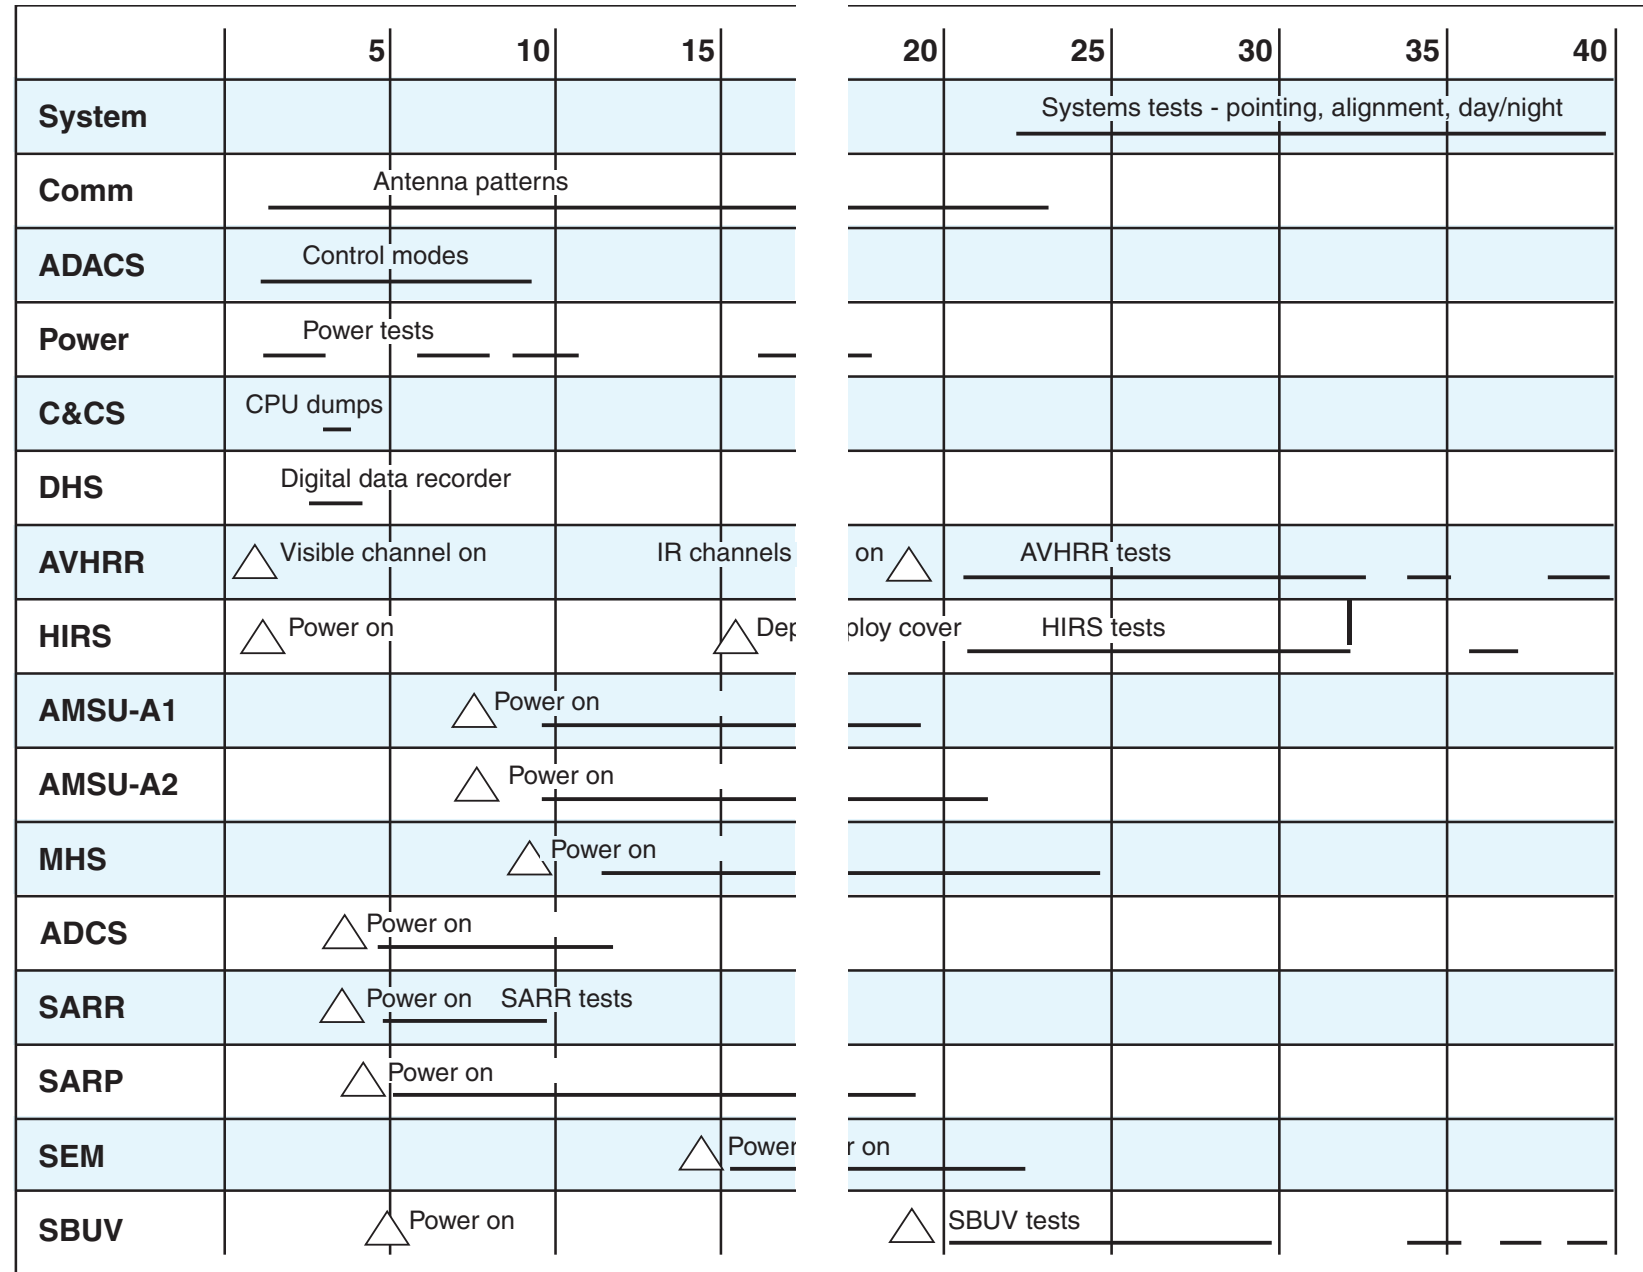 5 10 15 20 25 30 35 40
System Systems tests - pointing, alignment, day/night
Comm Antenna patterns
ADACS Control modes
Power Power tests
C&CS CPU dumps
DHS Digital data recorder
AVHRR Visible channel on IR channels on AVHRR tests
HIRS Power on Dep ploy cover HIRS tests
AMSU-A1 Power on
AMSU-A2 Power on
MHS Power on
ADCS Power on
SARR Power on SARR tests
SARP Power on
SEM Power r on
SBUV Power on SBUV tests